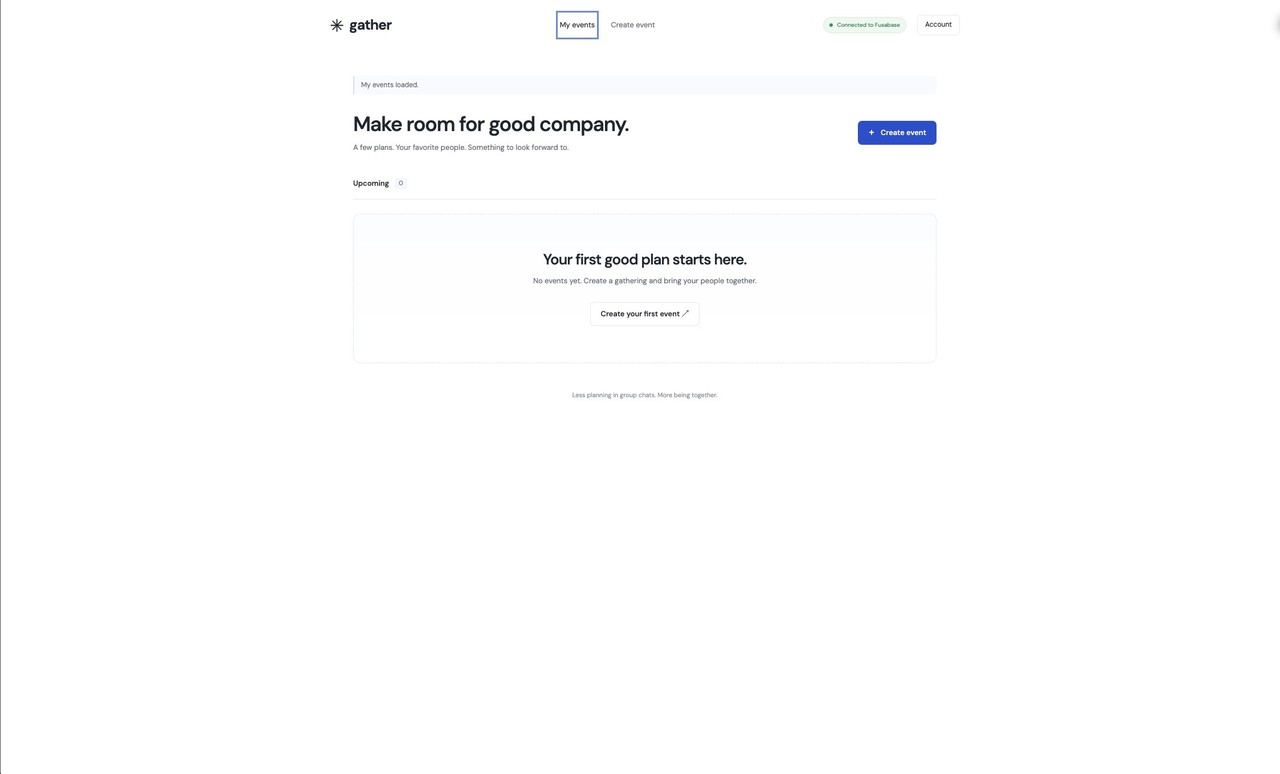 gather
My events
Create event
Connected to Fusabase
Account
My events loaded.
Make room for good company.
A few plans. Your favorite people. Something to look forward to.
+ Create event
Upcoming 0
Your first good plan starts here.
No events yet. Create a gathering and bring your people together.
Create your first event ↗
Less planning in group chats. More being together.